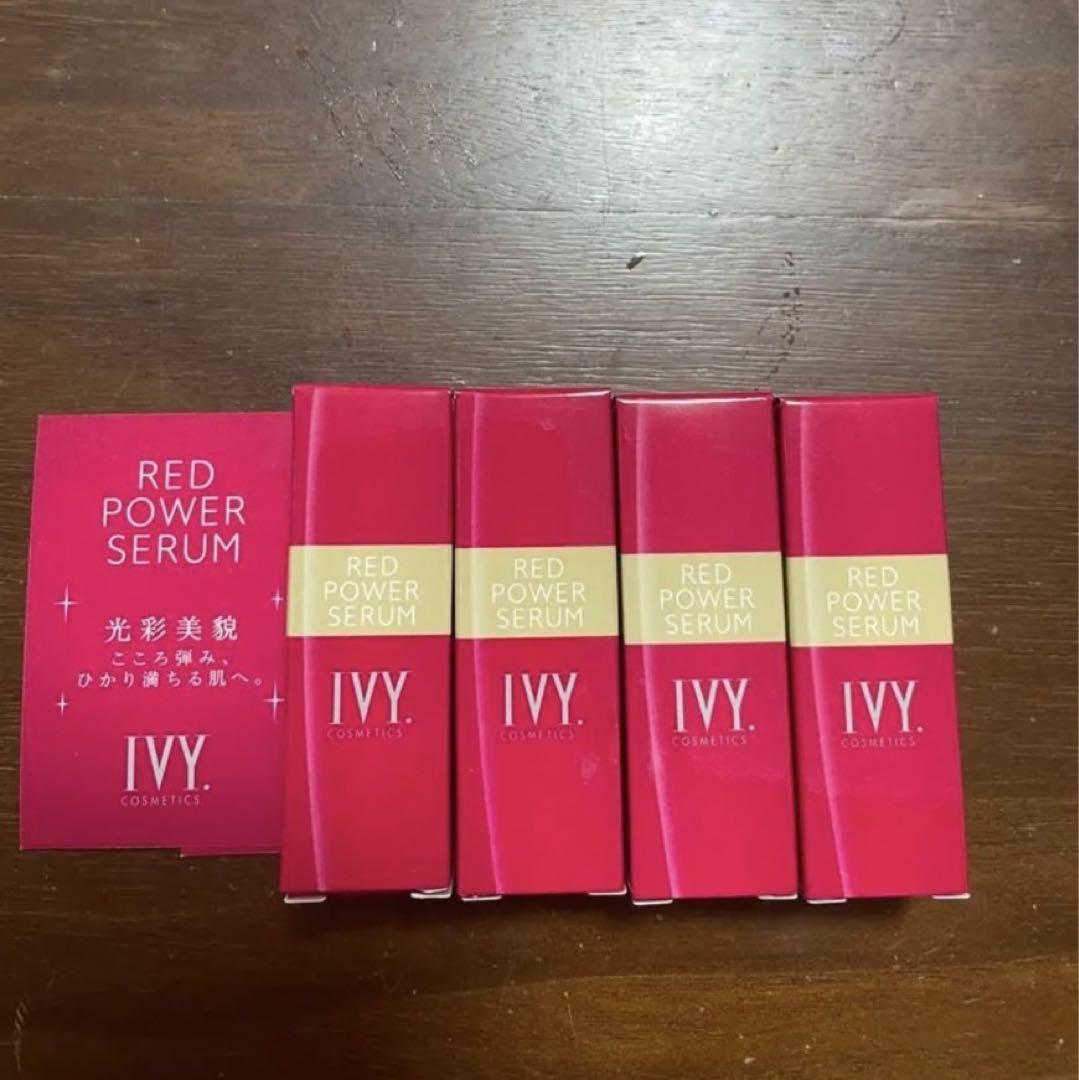 RED
POWER
SERUM
光彩美貌
こころ弾み、
ひかり満ちる肌へ。
IVY.
COSMETICS
RED
POWER
SERUM
IVY.
COSMETICS
RED
POWER
SERUM
IVY.
COSMETICS
RED
POWER
SERUM
IVY.
COSMETICS
RED
POWER
SERUM
IVY.
COSMETICS